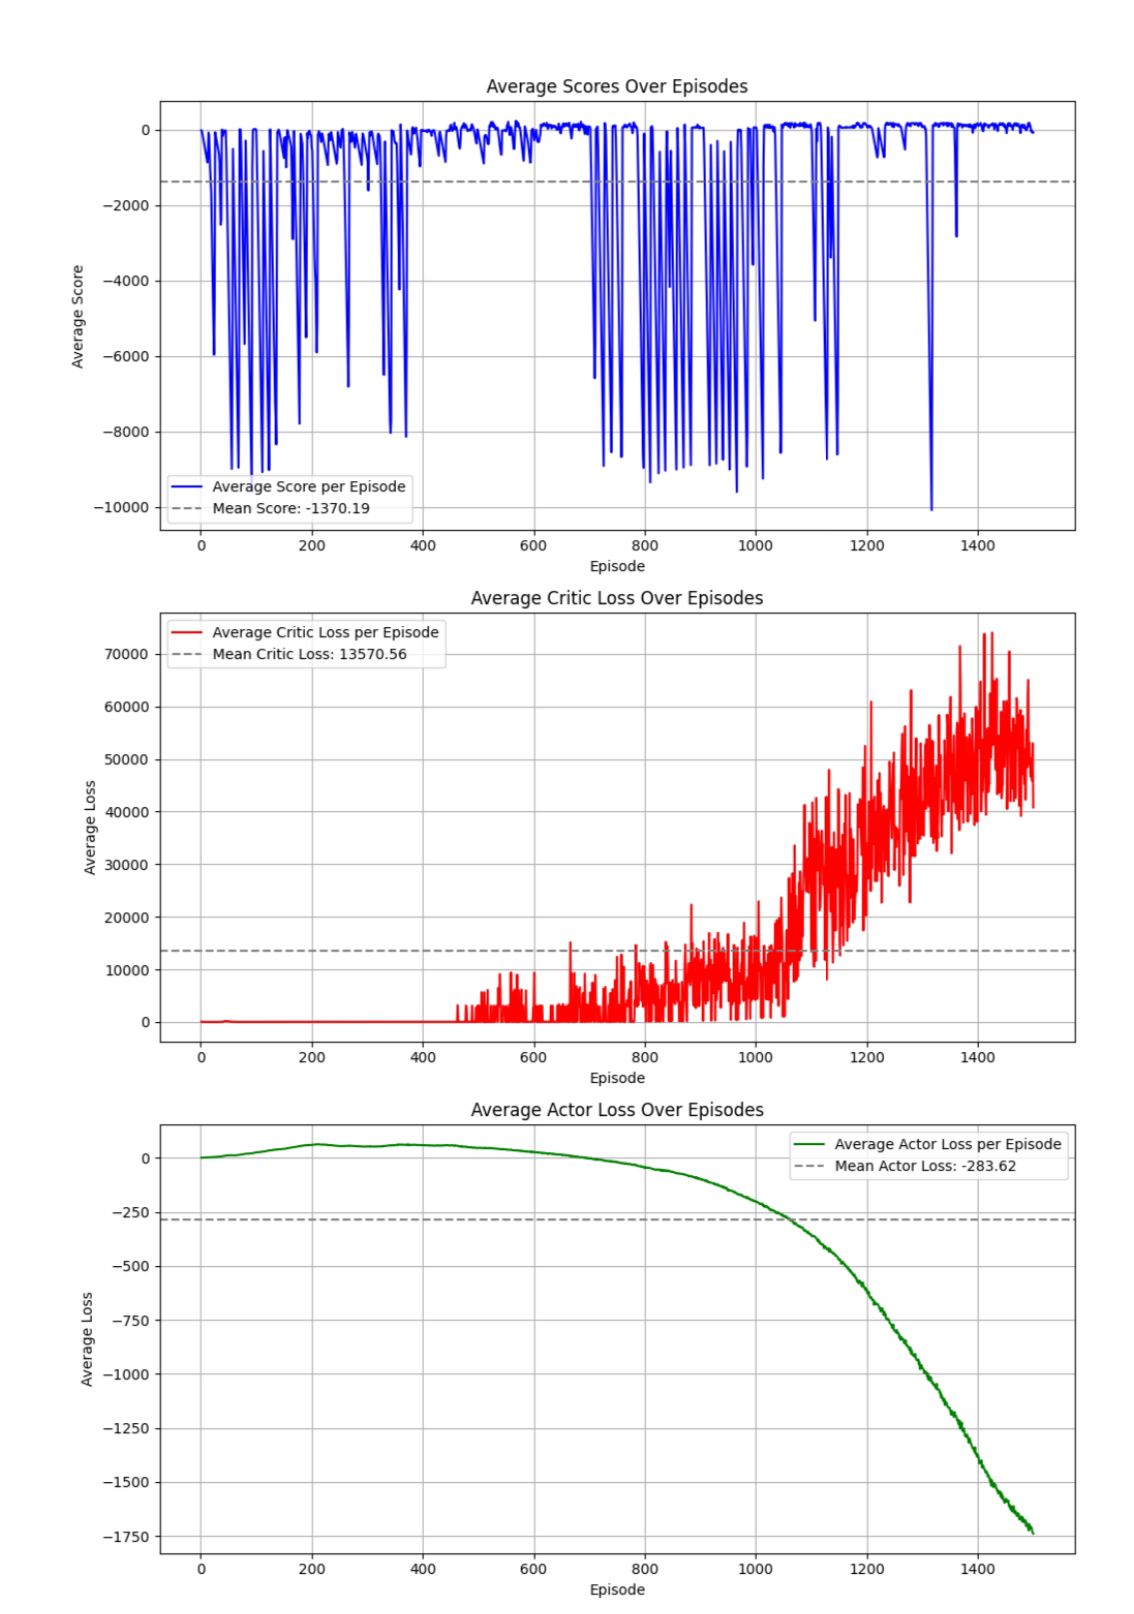 Average Scores Over Episodes
0
−2000
−4000
−6000
−8000
−10000
Average Score
Average Score per Episode
Mean Score: -1370.19
0 200 400 600 800 1000 1200 1400
Episode
Average Critic Loss Over Episodes
70000
60000
50000
40000
30000
20000
10000
0
Average Loss
Average Critic Loss per Episode
Mean Critic Loss: 13570.56
0 200 400 600 800 1000 1200 1400
Episode
Average Actor Loss Over Episodes
0
−250
−500
−750
−1000
−1250
−1500
−1750
Average Loss
Average Actor Loss per Episode
Mean Actor Loss: -283.62
0 200 400 600 800 1000 1200 1400
Episode